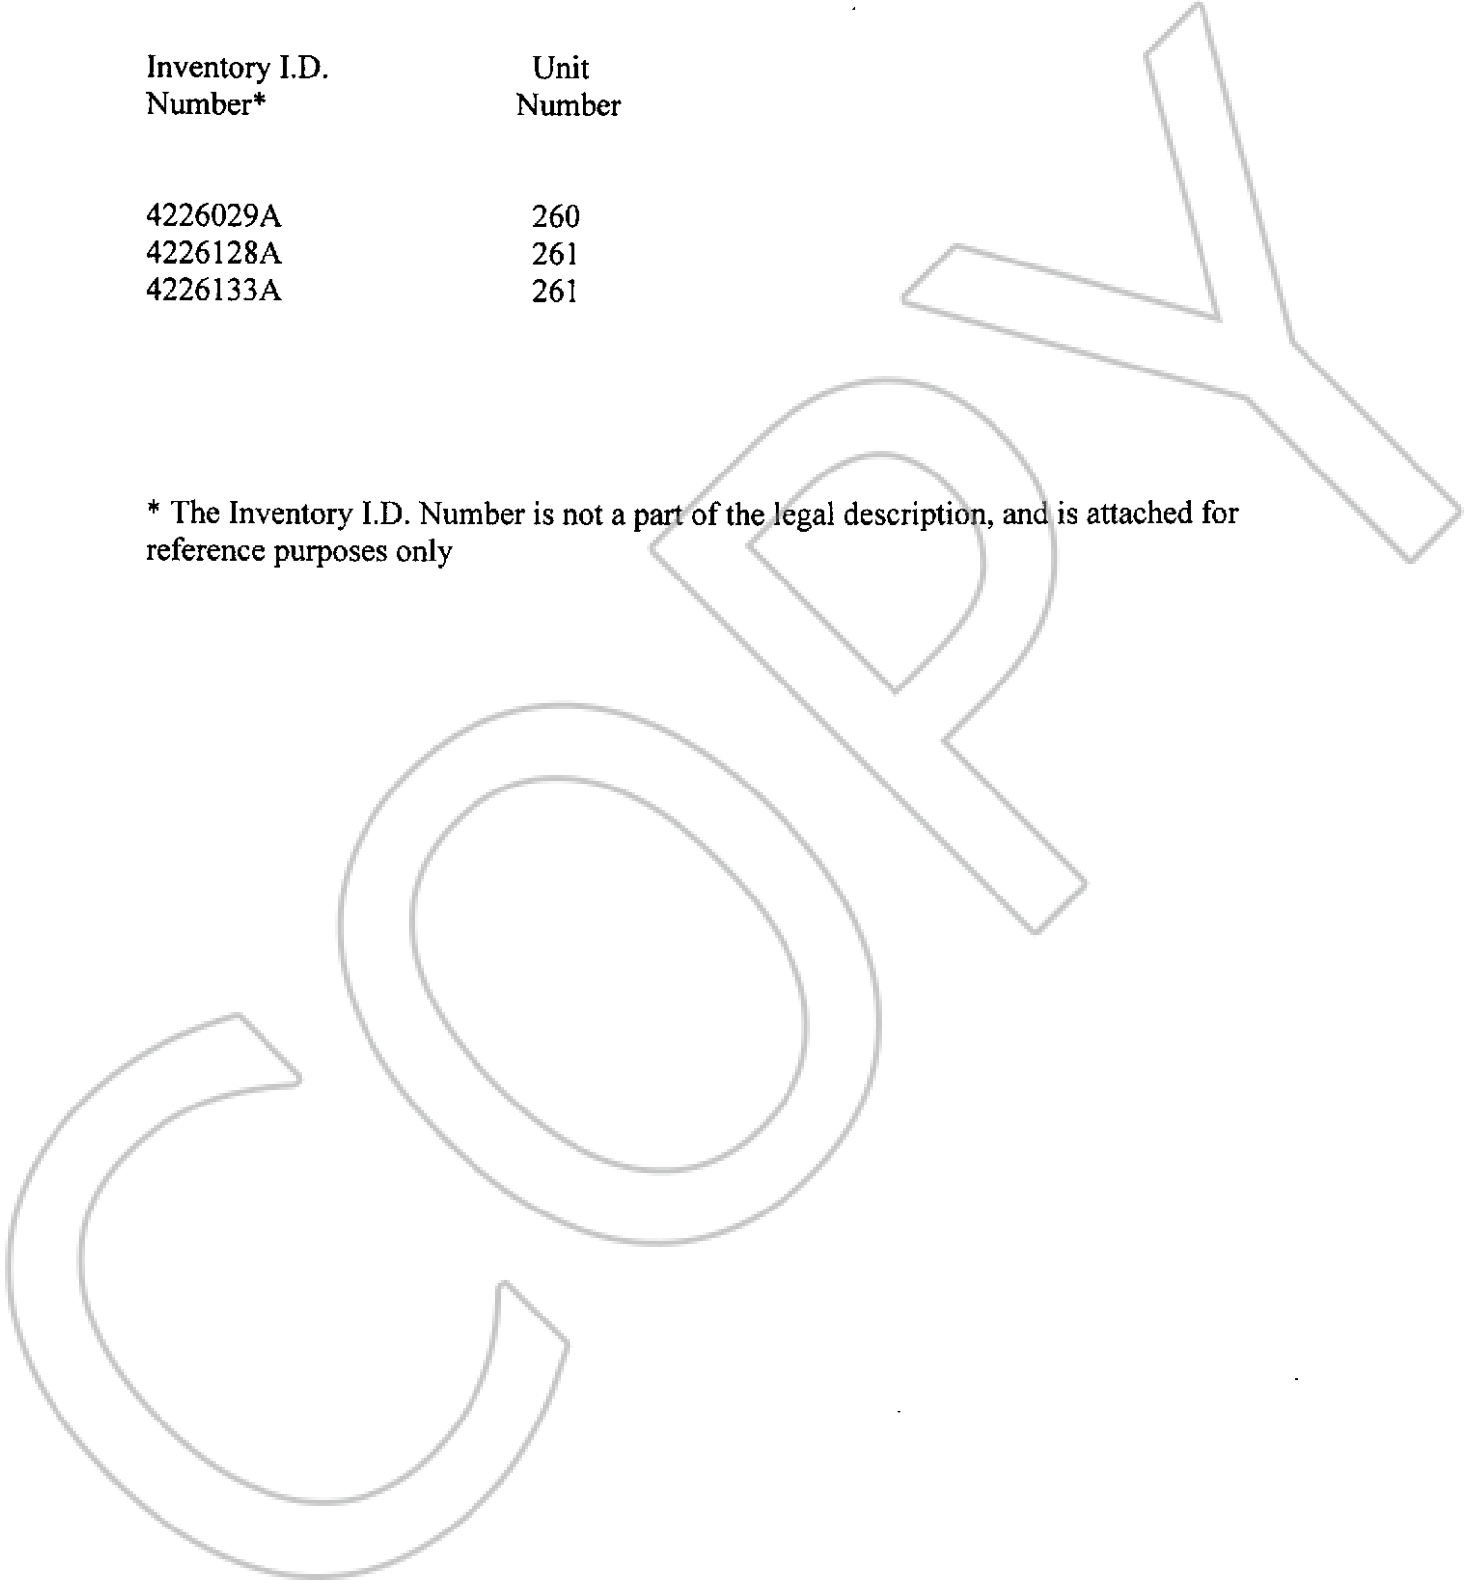 Inventory I.D. Unit
Number* Number
4226029A 260
4226128A 261
4226133A 261
* The Inventory I.D. Number is not a part of the legal description, and is attached for
reference purposes only
COPY